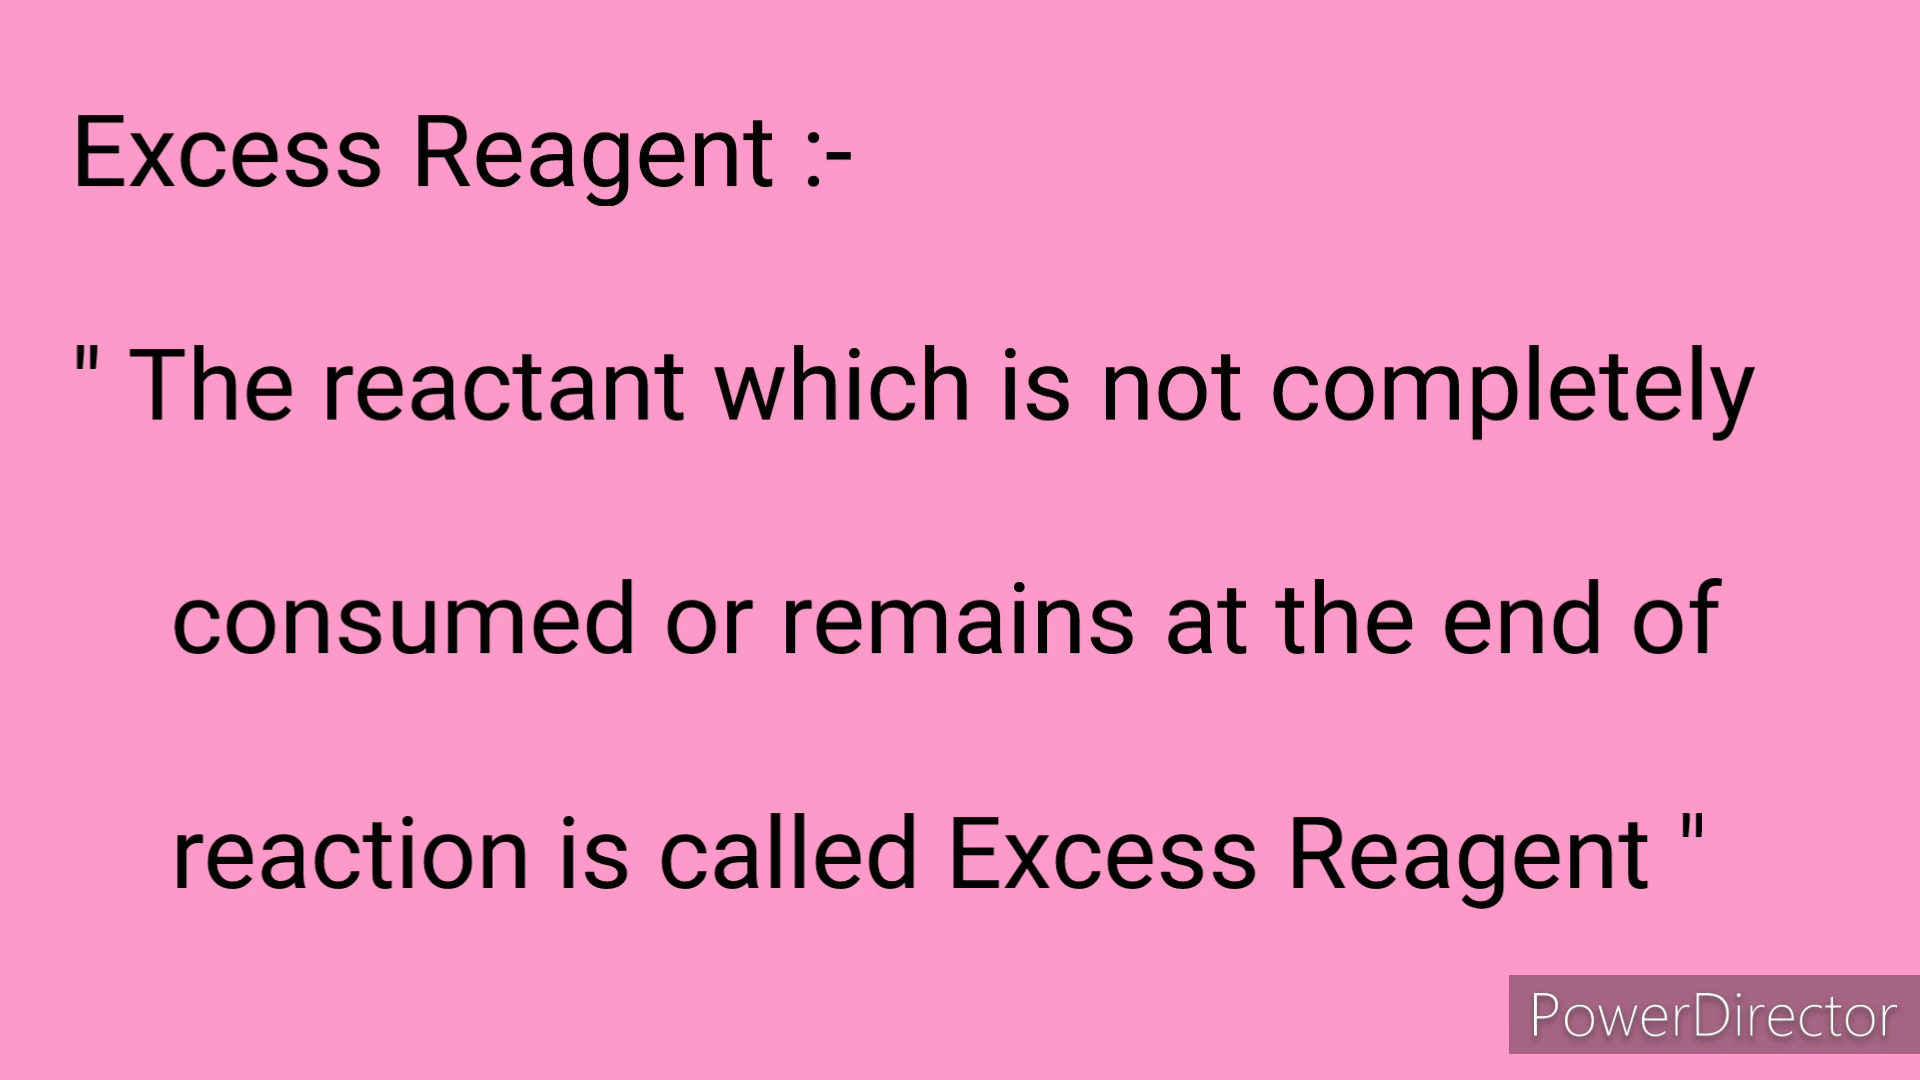 Excess Reagent :-
" The reactant which is not completely
consumed or remains at the end of
reaction is called Excess Reagent "
PowerDirector